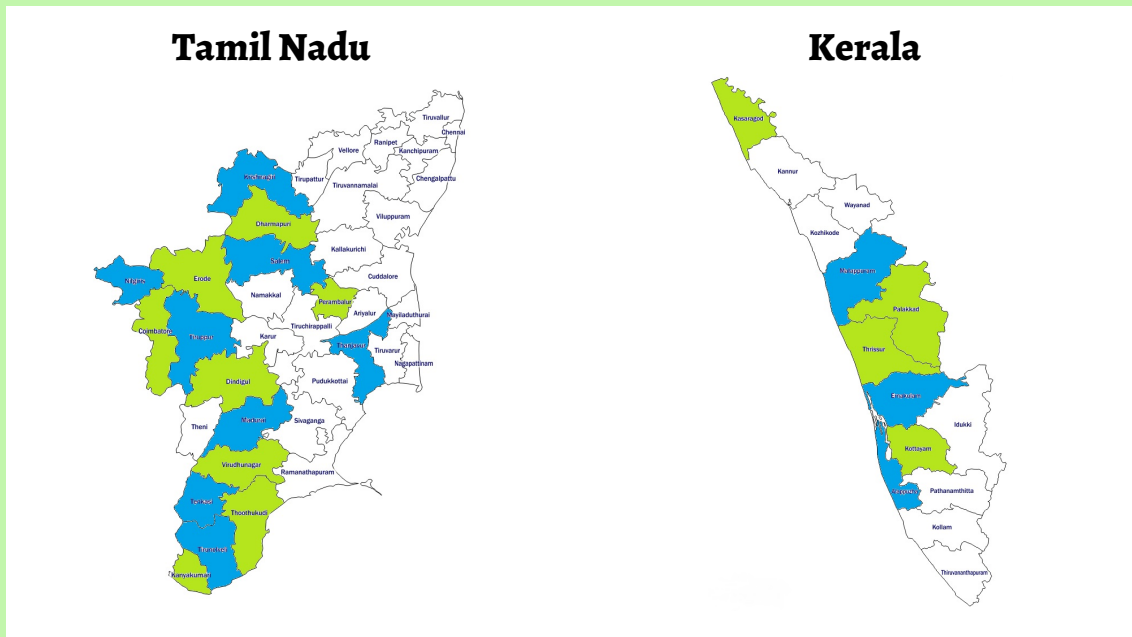 Tamil Nadu
Kerala
Tiruvallur
Chennai
Ranipet
Vellore
Kanchipuram
Tirupattur
Chengalpattu
Tiruvannamalai
Viluppuram
Dharmapuri
Kallakurichi
Salem
Cuddalore
Erode
Namakkal
Perambalur
Ariyalur
Mayiladuthurai
Coimbatore
Tiruchirappalli
Karur
Tiruvarur
Nagapattinam
Dindigul
Pudukkottai
Madurai
Sivaganga
Theni
Virudhunagar
Ramanathapuram
Thoothukudi
Kanyakumari
Kasaragod
Kannur
Wayanad
Kozhikode
Malappuram
Palakkad
Thrissur
Ernakulam
Idukki
Kottayam
Pathanamthitta
Kollam
Thiruvananthapuram